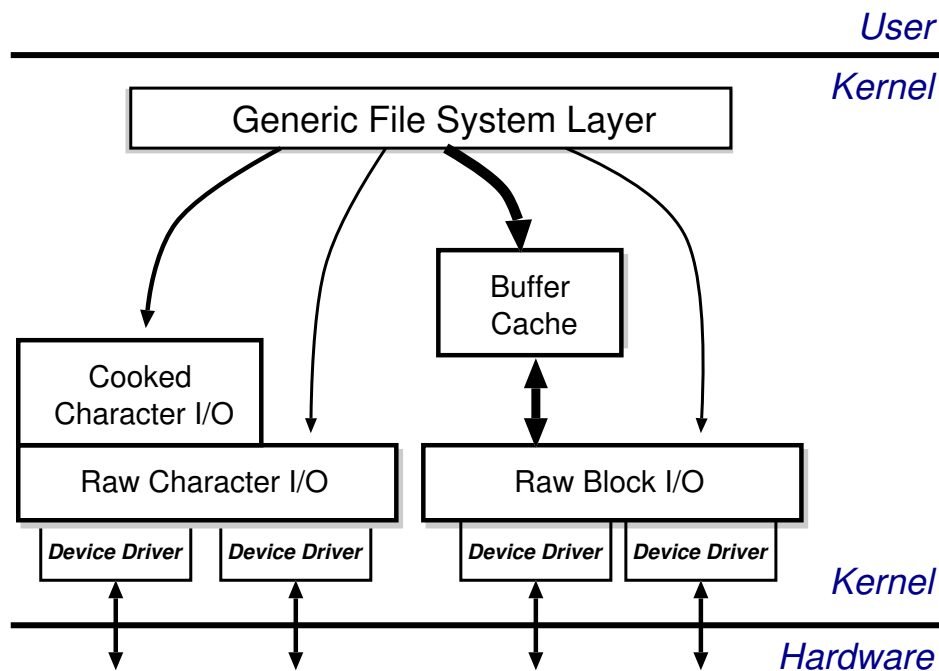 User
Kernel
Generic File System Layer
Buffer
Cache
Cooked
Character I/O
Raw Character I/O
Raw Block I/O
Device Driver
Device Driver
Device Driver
Device Driver
Kernel
Hardware